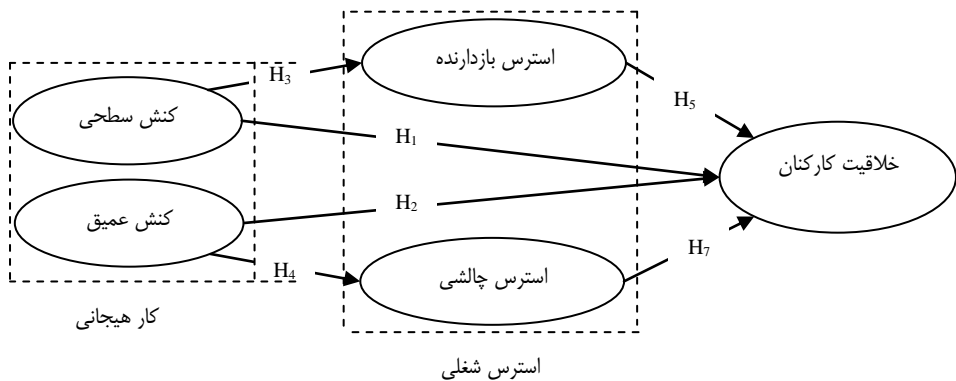 استرس بازدارنده
H3
کنش سطحی
H5
H1
خلاقیت کارکنان
کنش عمیق
H2
H7
H4
استرس چالشی
کار هیجانی
استرس شغلی